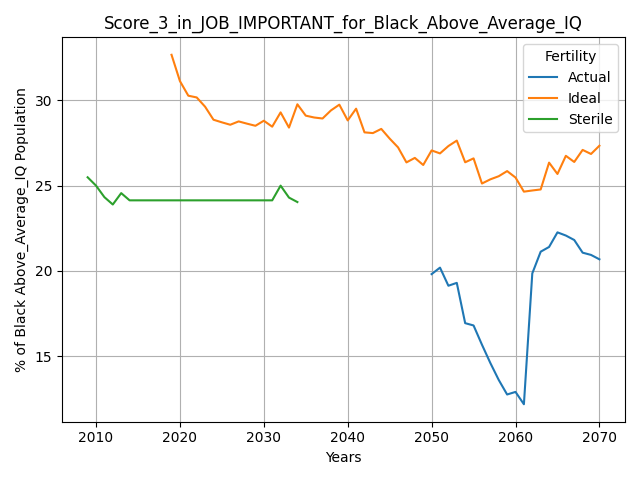 Score_3_in_JOB_IMPORTANT_for_Black_Above_Average_IQ
Fertility
Actual
Ideal
Sterile
% of Black Above_Average_IQ Population
30
25
20
15
2010 2020 2030 2040 2050 2060 2070
Years